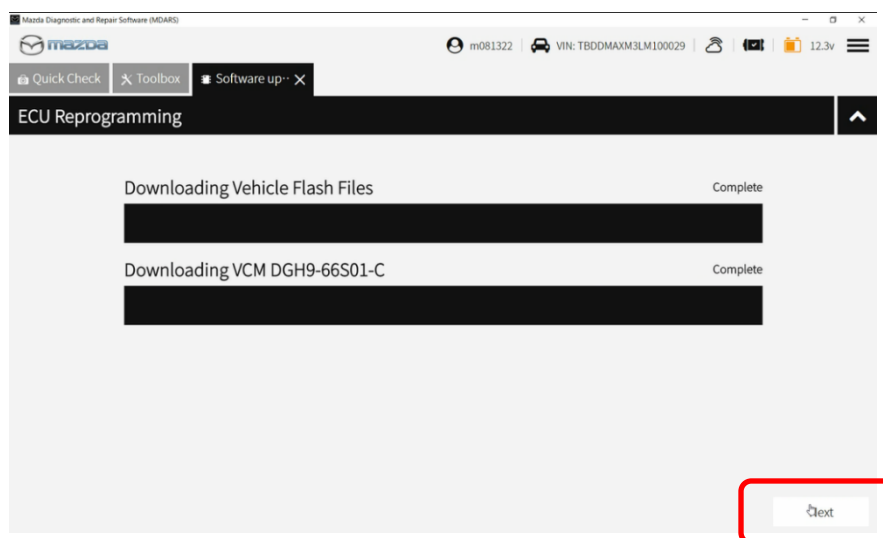 Mazda Diagnostic and Repair Software (MDARS)
mazda
m081322
VIN: TBDDMAXM3LM100029
12.3v
Quick Check
Toolbox
Software up··
ECU Reprogramming
Downloading Vehicle Flash Files
Complete
Downloading VCM DGH9-66S01-C
Complete